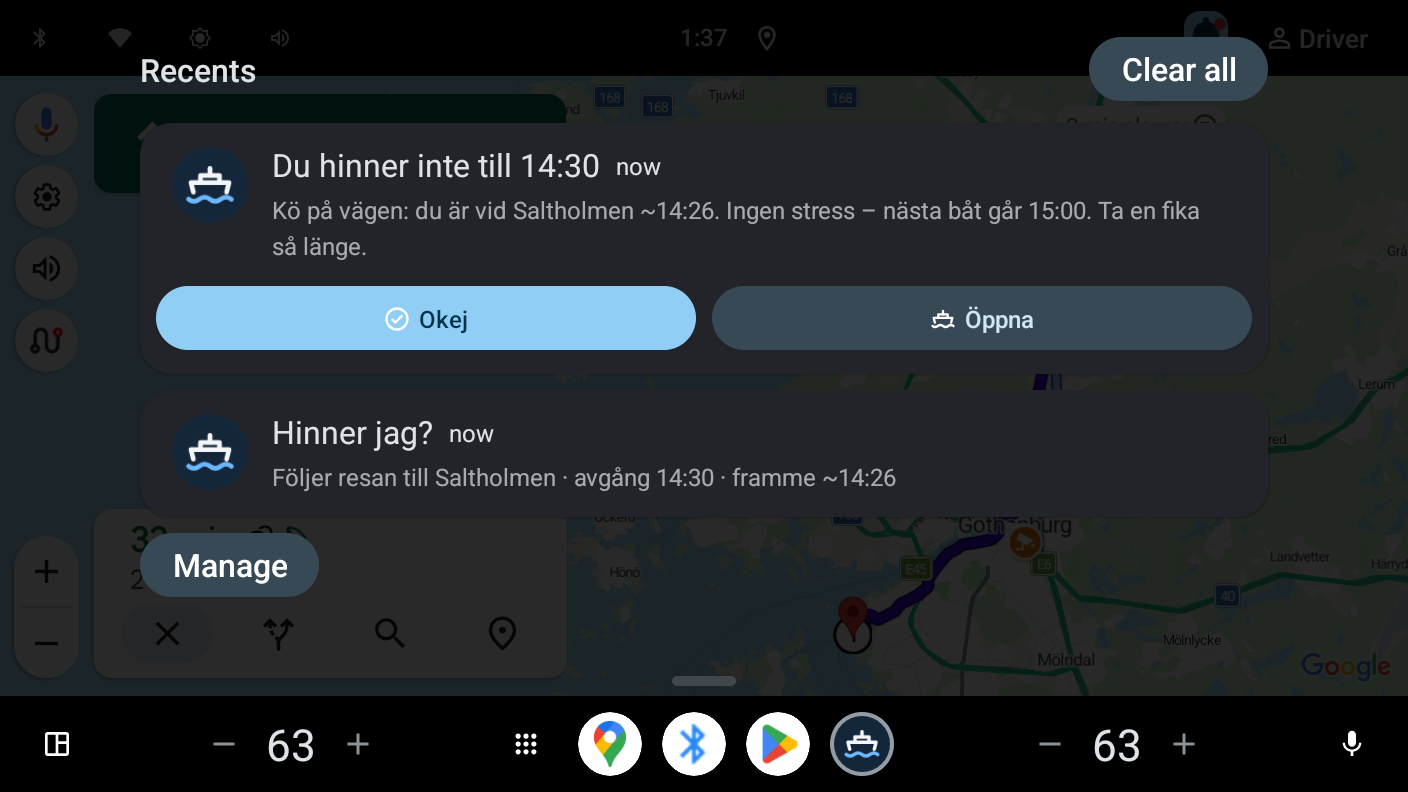 1:37
Driver
Recents
Clear all
168
168
Tjuvkil
168
Du hinner inte till 14:30 now
Kö på vägen: du är vid Saltholmen ~14:26. Ingen stress – nästa båt går 15:00. Ta en fika
så länge.
Okej
Öppna
Lerum
Hinner jag? now
Följer resan till Saltholmen · avgång 14:30 · framme ~14:26
Manage
Hönö
E45
E6
Landvetter
40
Mölnlycke
Mölndal
Google
63
63